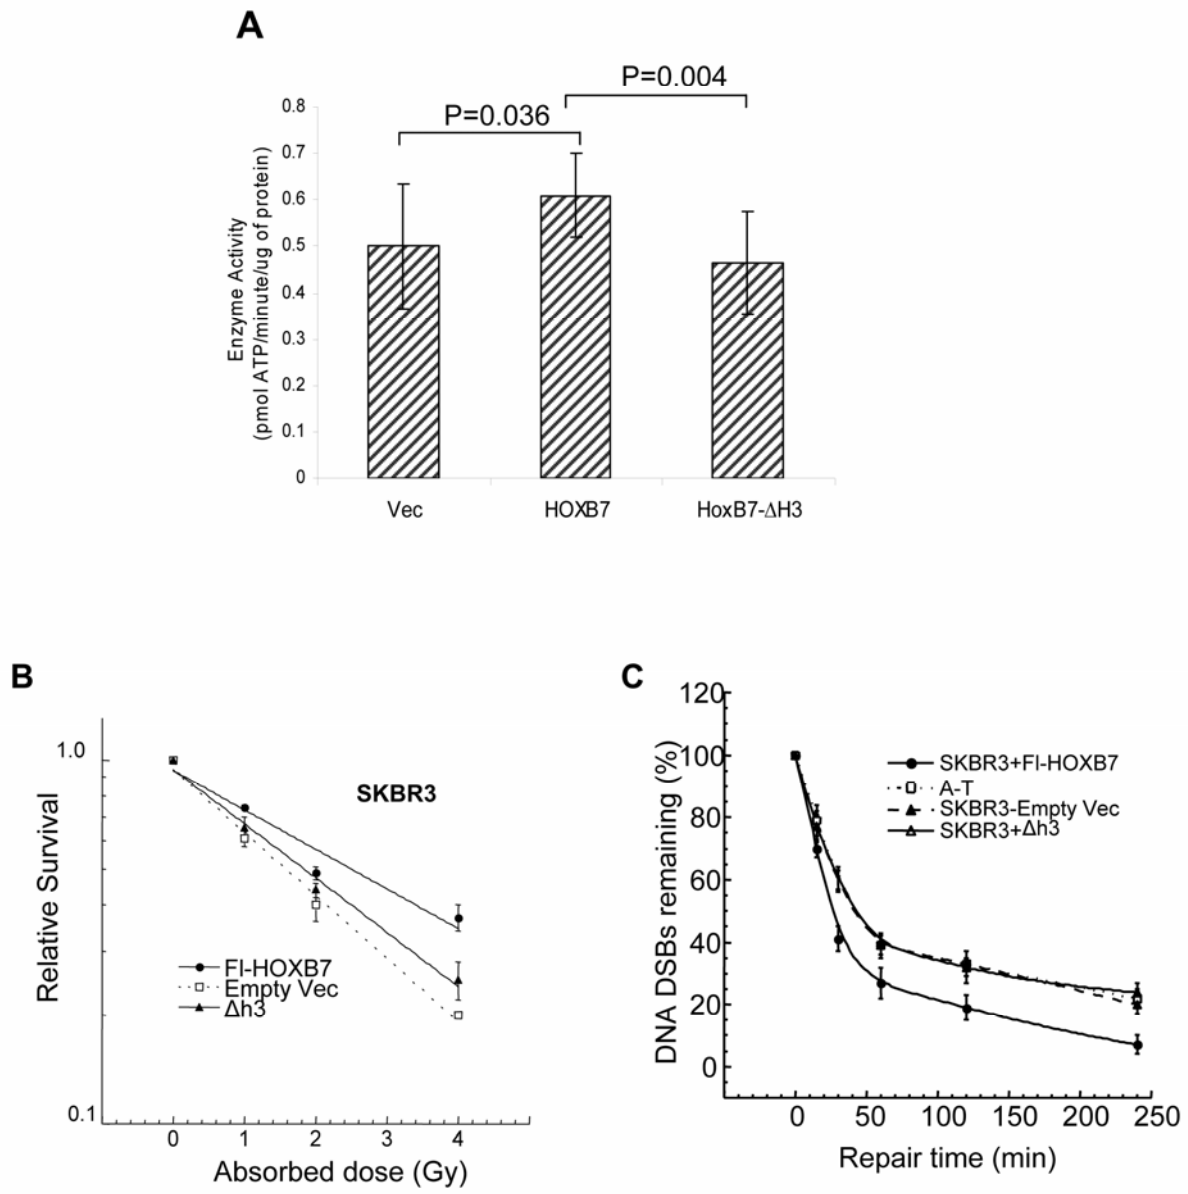 A
P=0.004
P=0.036
Enzyme Activity
(pmol ATP/minute/ug of protein)
0.8
0.7
0.6
0.5
0.4
0.3
0.2
0.1
0
Vec HOXB7 HoxB7-ΔH3
B
SKBR3
Relative Survival
1.0
0.1
Fl-HOXB7
Empty Vec
Δh3
0 1 2 3 4
Absorbed dose (Gy)
C
DNA DSBs remaining (%)
120
100
80
60
40
20
0
SKBR3+Fl-HOXB7
A-T
SKBR3-Empty Vec
SKBR3+Δh3
0 50 100 150 200 250
Repair time (min)